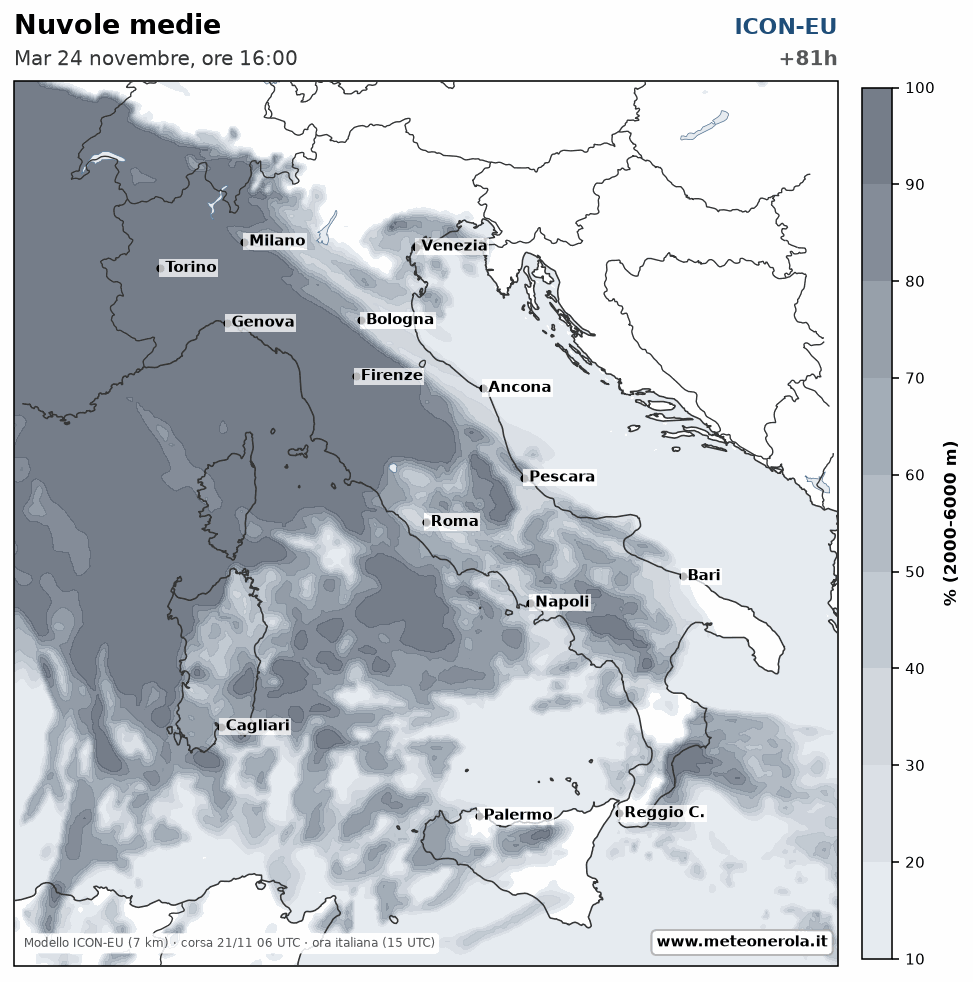 Nuvole medie
ICON-EU
Mar 24 novembre, ore 16:00
+81h
100
90
80
70
60
50
40
30
20
10
% (2000-6000 m)
Milano
Venezia
Torino
Genova
Bologna
Firenze
Ancona
Pescara
Roma
Bari
Napoli
Cagliari
Palermo
Reggio C.
Modello ICON-EU (7 km) · corsa 21/11 06 UTC · ora italiana (15 UTC)
www.meteonerola.it